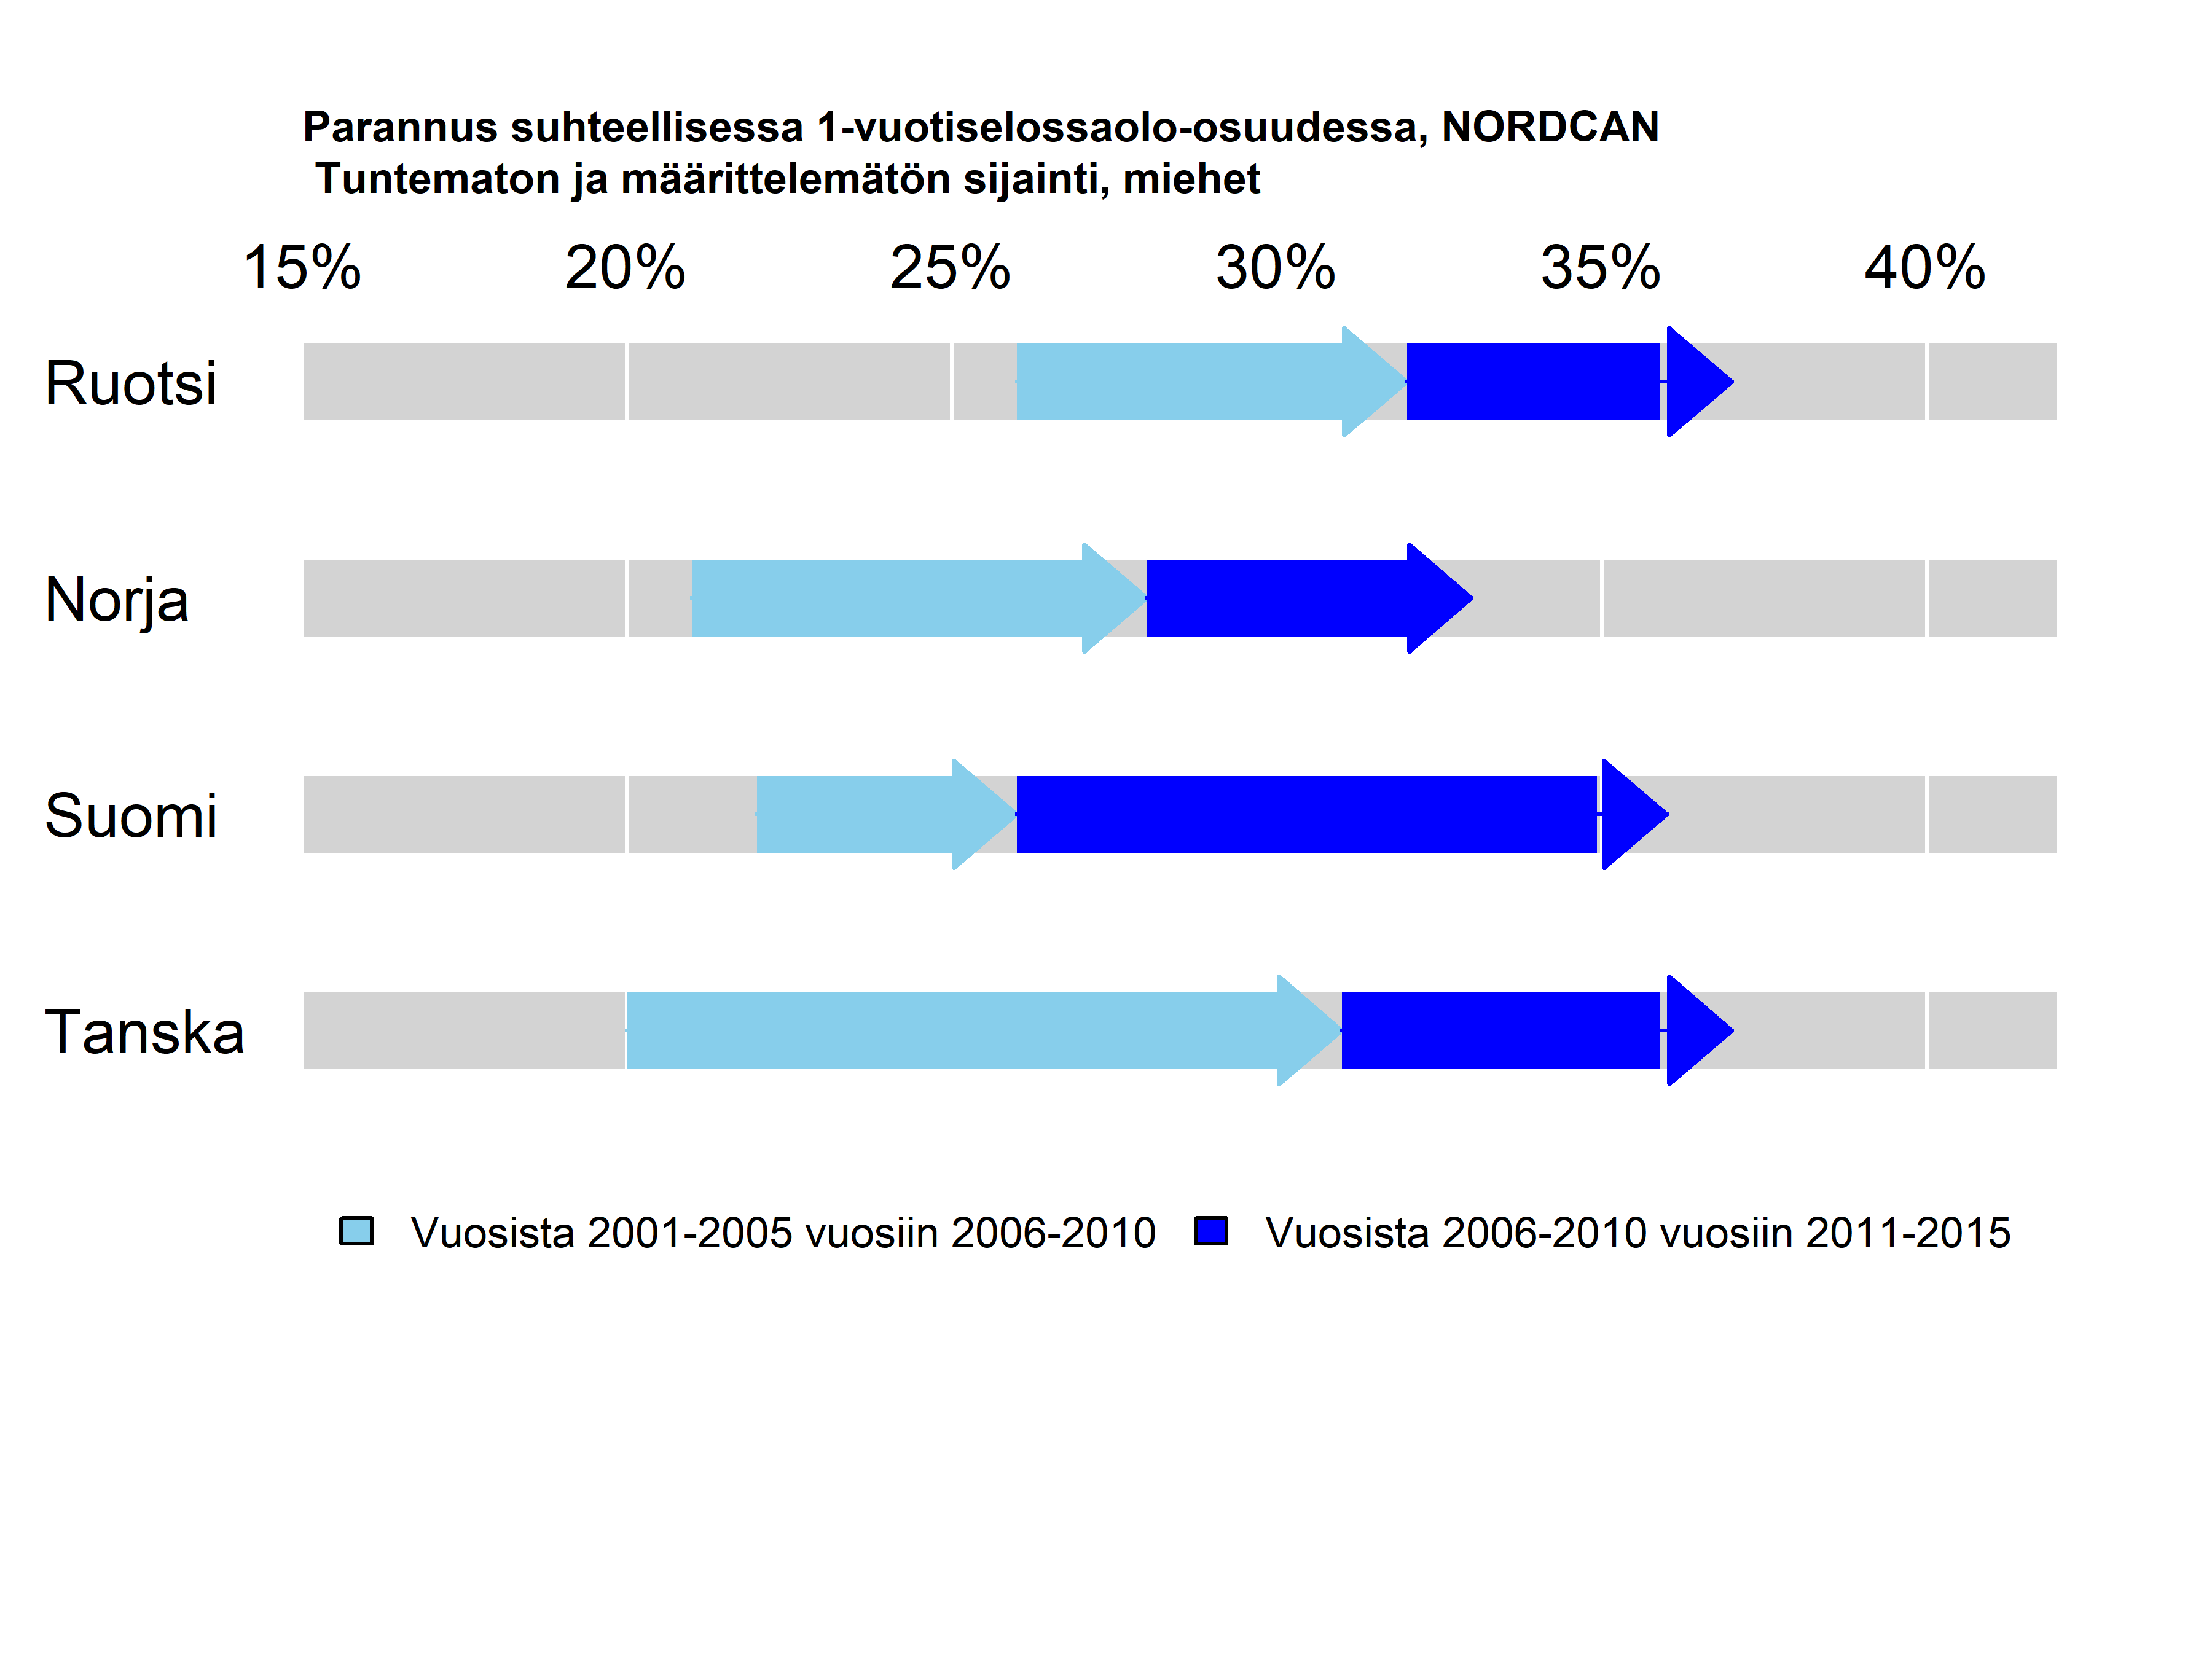 Parannus suhteellisessa 1-vuotiselossaolo-osuudessa, NORDCAN
Tuntematon ja määrittelemätön sijainti, miehet
15% 20% 25% 30% 35% 40%
Ruotsi
Norja
Suomi
Tanska
Vuosista 2001-2005 vuosiin 2006-2010 Vuosista 2006-2010 vuosiin 2011-2015